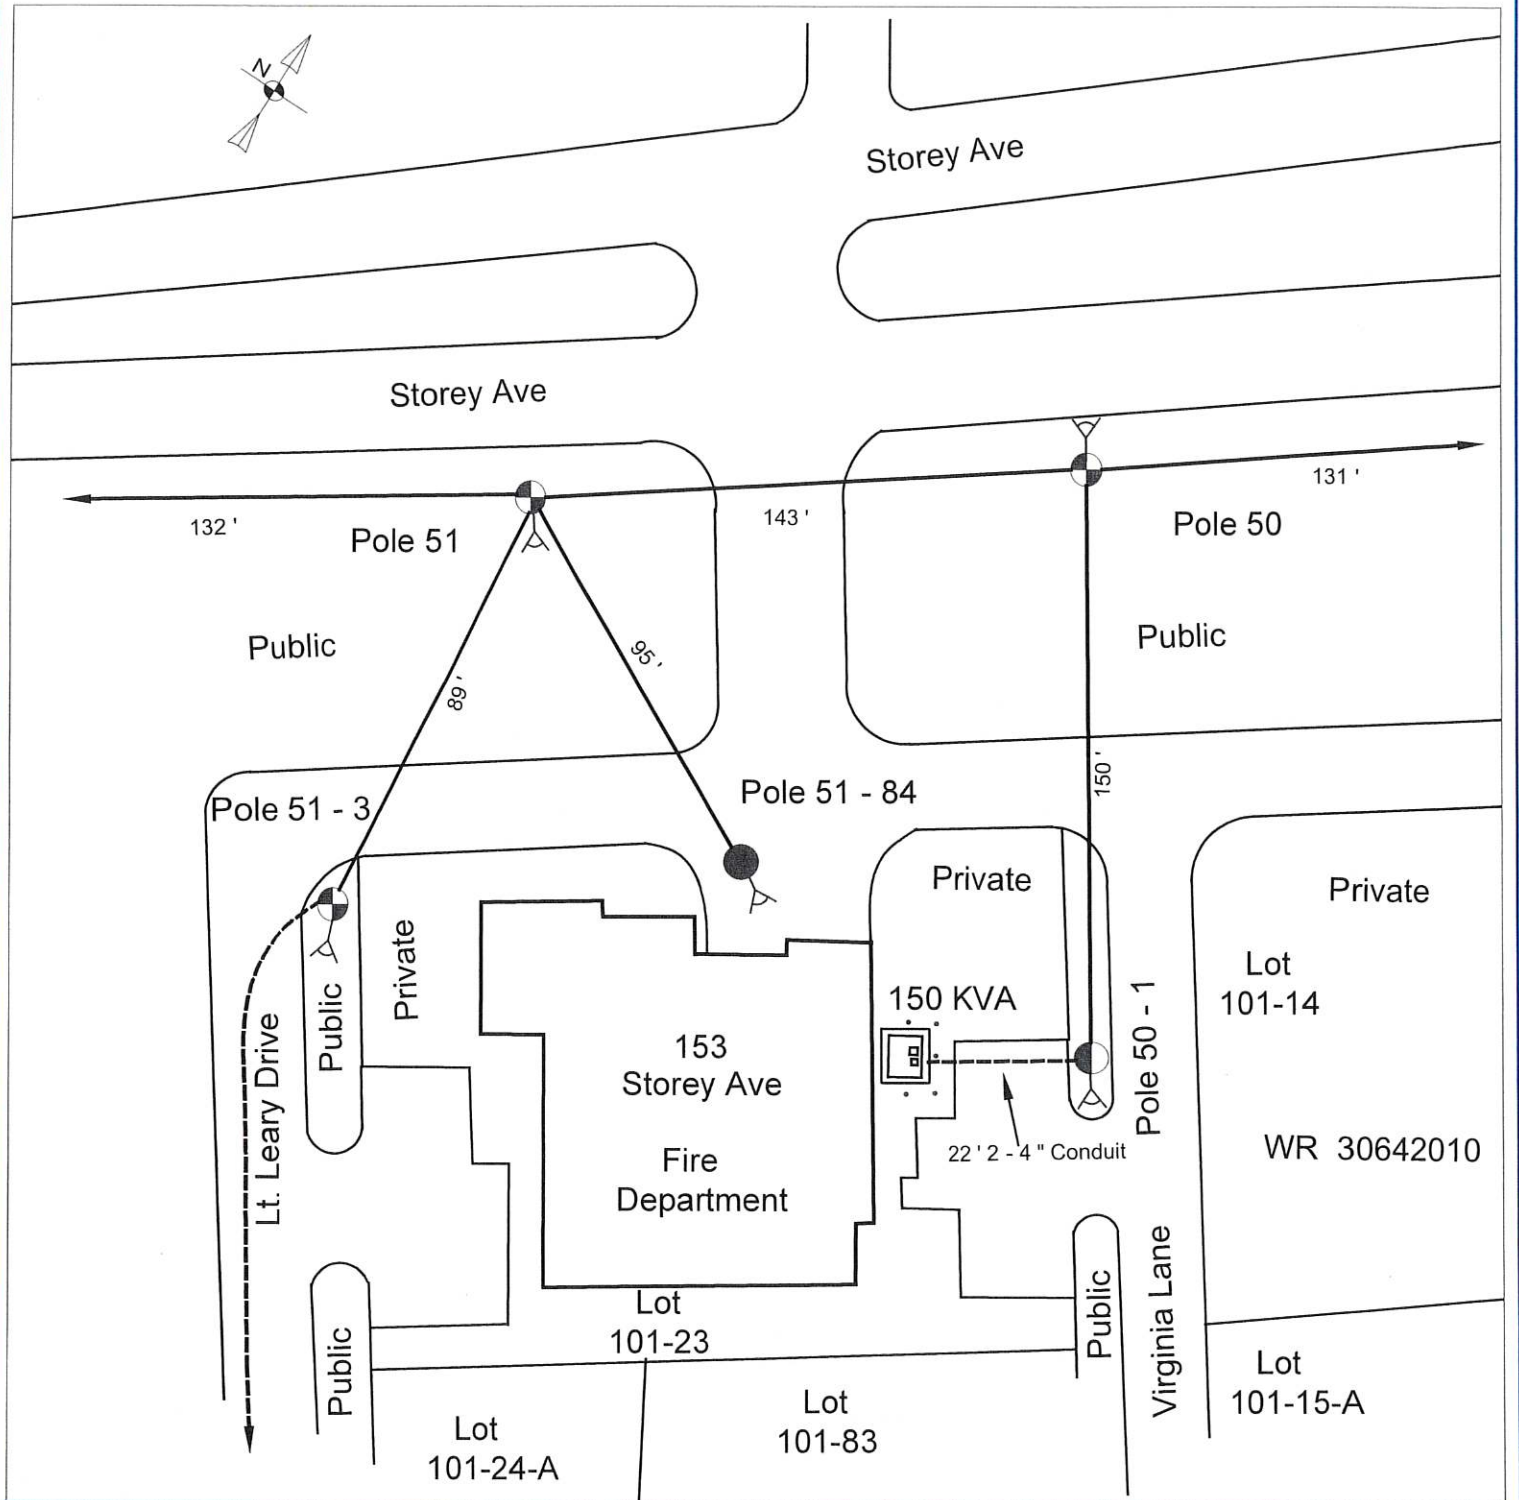 N
Storey Ave
Storey Ave
132 '
Pole 51
143 '
131 '
Pole 50
Public
Public
89 '
95 '
150 '
Pole 51 - 3
Pole 51 - 84
Private
Private
Private
Public
Lt. Leary Drive
153
Storey Ave
Fire
Department
150 KVA
22 ' 2 - 4 " Conduit
Pole 50 - 1
Lot
101-14
WR 30642010
Lot
101-23
Public
Public
Virginia Lane
Lot
101-24-A
Lot
101-83
Lot
101-15-A